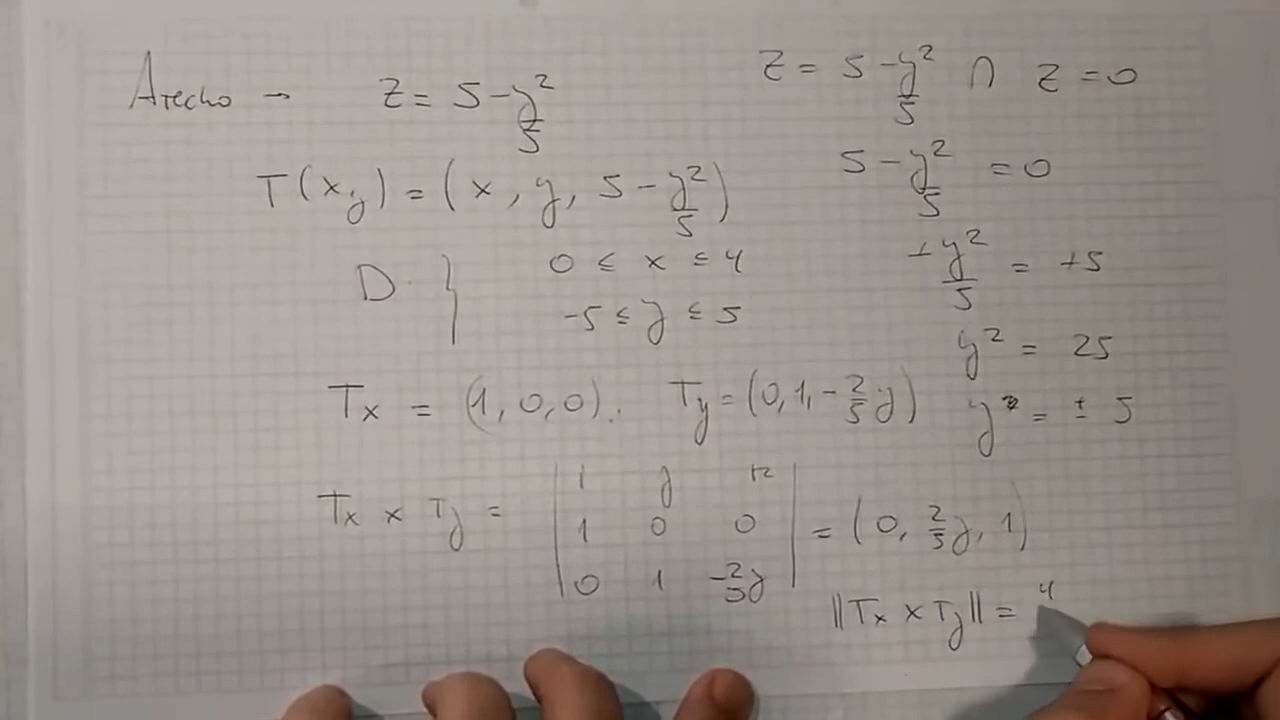 ATecho → z = 5 - y²/5
z = 5 - y²/5 ∩ z = 0
5 - y²/5 = 0
+ y²/5 = +5
y² = 25
y = ± 5
T(x,y) = (x, y, 5 - y²/5)
D. } 0 ≤ x ≤ 4
-5 ≤ y ≤ 5
Tx = (1,0,0). Ty = (0,1,-2/5 y)
Tx x Ty = | i j k
1 0 0
0 1 -2/5 y | = (0, 2/5 y, 1)
||Tx x Ty|| = 4